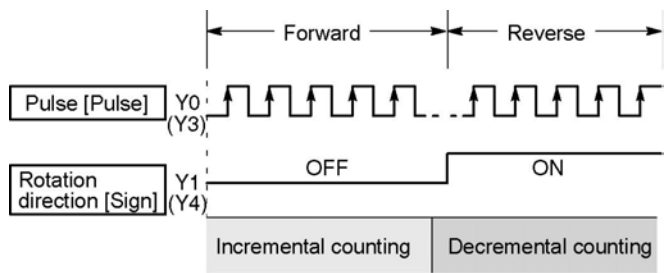 Forward
Reverse
Pulse [Pulse]
Y0
(Y3)
OFF
ON
Rotation
direction [Sign]
Y1
(Y4)
Incremental counting
Decremental counting